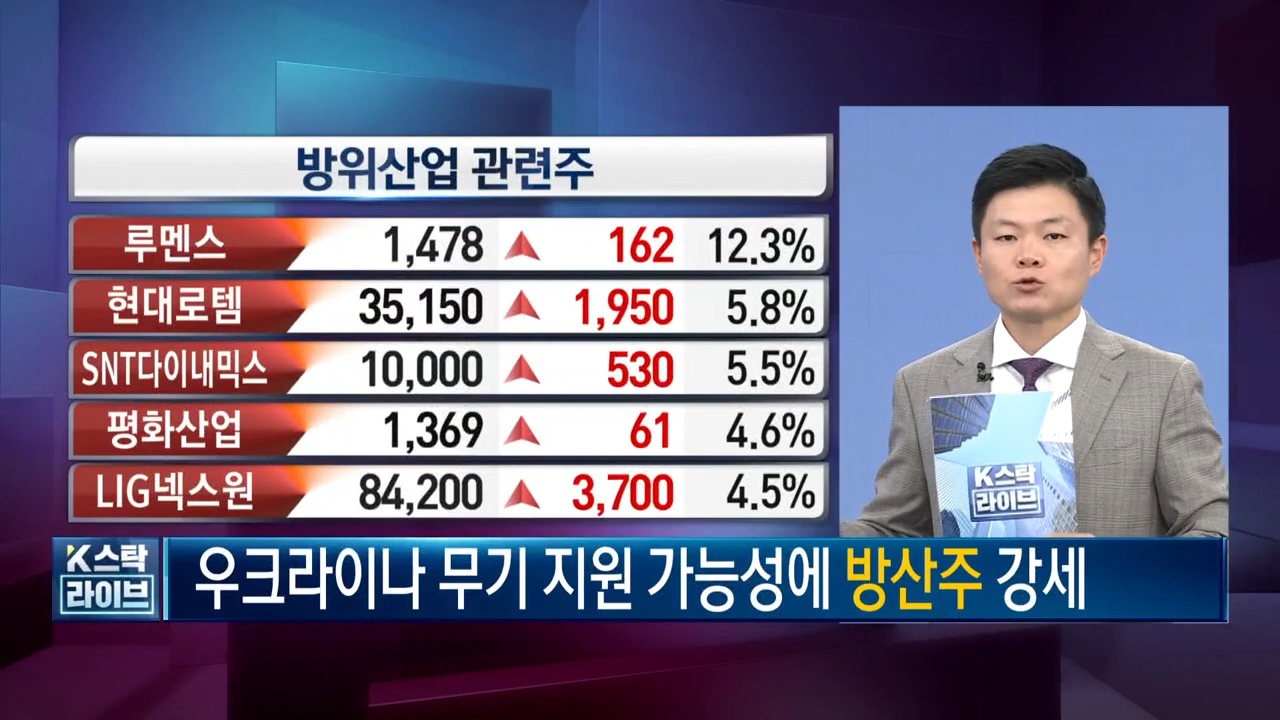 방위산업 관련주
루멘스 1,478 ▲ 162 12.3%
현대로템 35,150 ▲ 1,950 5.8%
SNT다이내믹스 10,000 ▲ 530 5.5%
평화산업 1,369 ▲ 61 4.6%
LIG넥스원 84,200 ▲ 3,700 4.5%
K스탁
라이브
K스탁
라이브
우크라이나 무기 지원 가능성에 방산주 강세